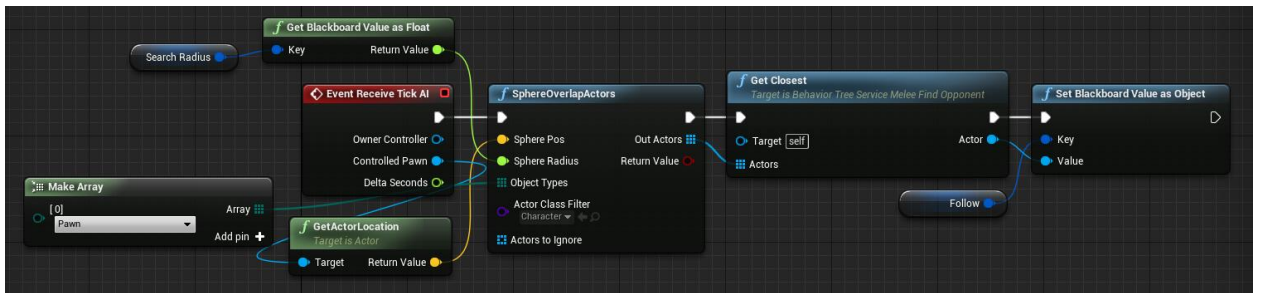 f Get Blackboard Value as Float
Key Return Value
Search Radius
Event Receive Tick AI
Owner Controller
Controlled Pawn
Delta Seconds
Make Array
[0] Array
Pawn
Add pin +
f GetActorLocation
Target is Actor
Target Return Value
f SphereOverlapActors
Sphere Pos Out Actors
Sphere Radius Return Value
Object Types
Actor Class Filter
Character
Actors to Ignore
f Get Closest
Target is Behavior Tree Service Melee Find Opponent
Target self Actor
Actors
Follow
f Set Blackboard Value as Object
Key
Value